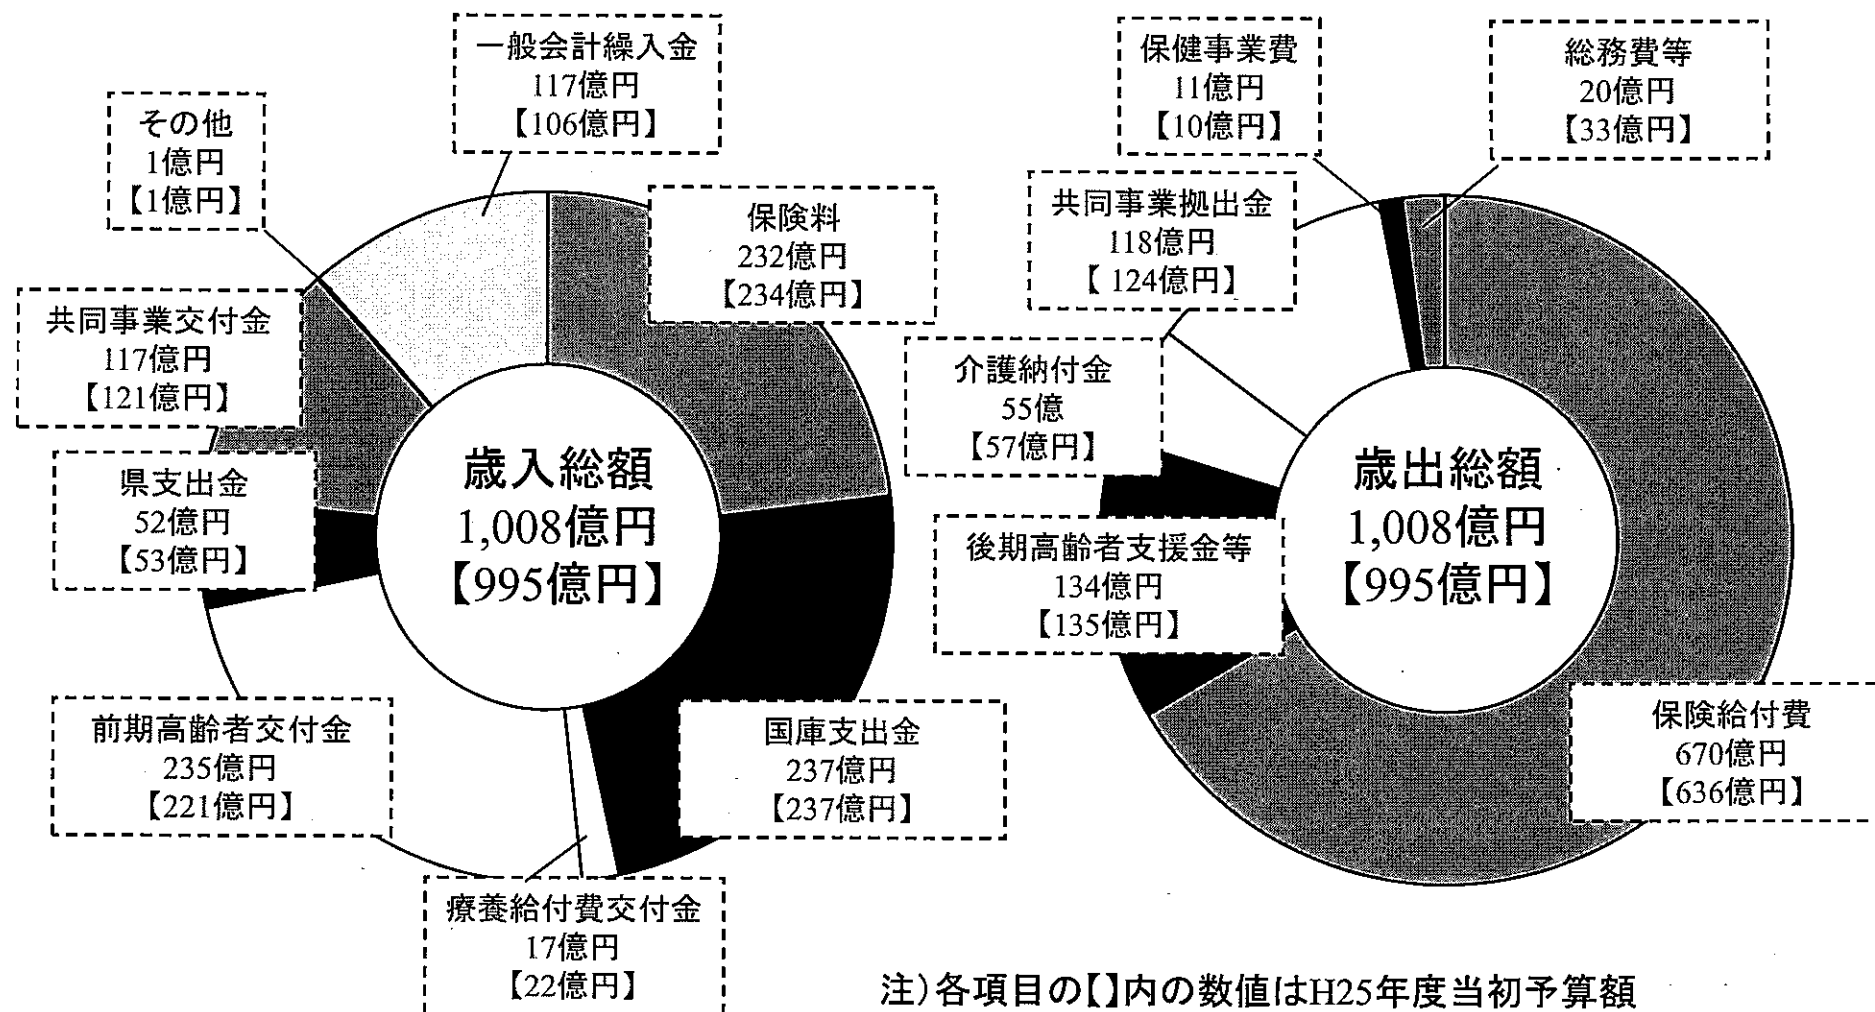 一般会計繰入金
117億円
【106億円】
その他
1億円
【1億円】
保険料
232億円
【234億円】
共同事業交付金
117億円
【121億円】
県支出金
52億円
【53億円】
歳入総額
1,008億円
【995億円】
前期高齢者交付金
235億円
【221億円】
国庫支出金
237億円
【237億円】
療養給付費交付金
17億円
【22億円】
保健事業費
11億円
【10億円】
総務費等
20億円
【33億円】
共同事業拠出金
118億円
【 124億円】
介護納付金
55億
【57億円】
後期高齢者支援金等
134億円
【135億円】
歳出総額
1,008億円
【995億円】
保険給付費
670億円
【636億円】
注)各項目の【】内の数値はH25年度当初予算額